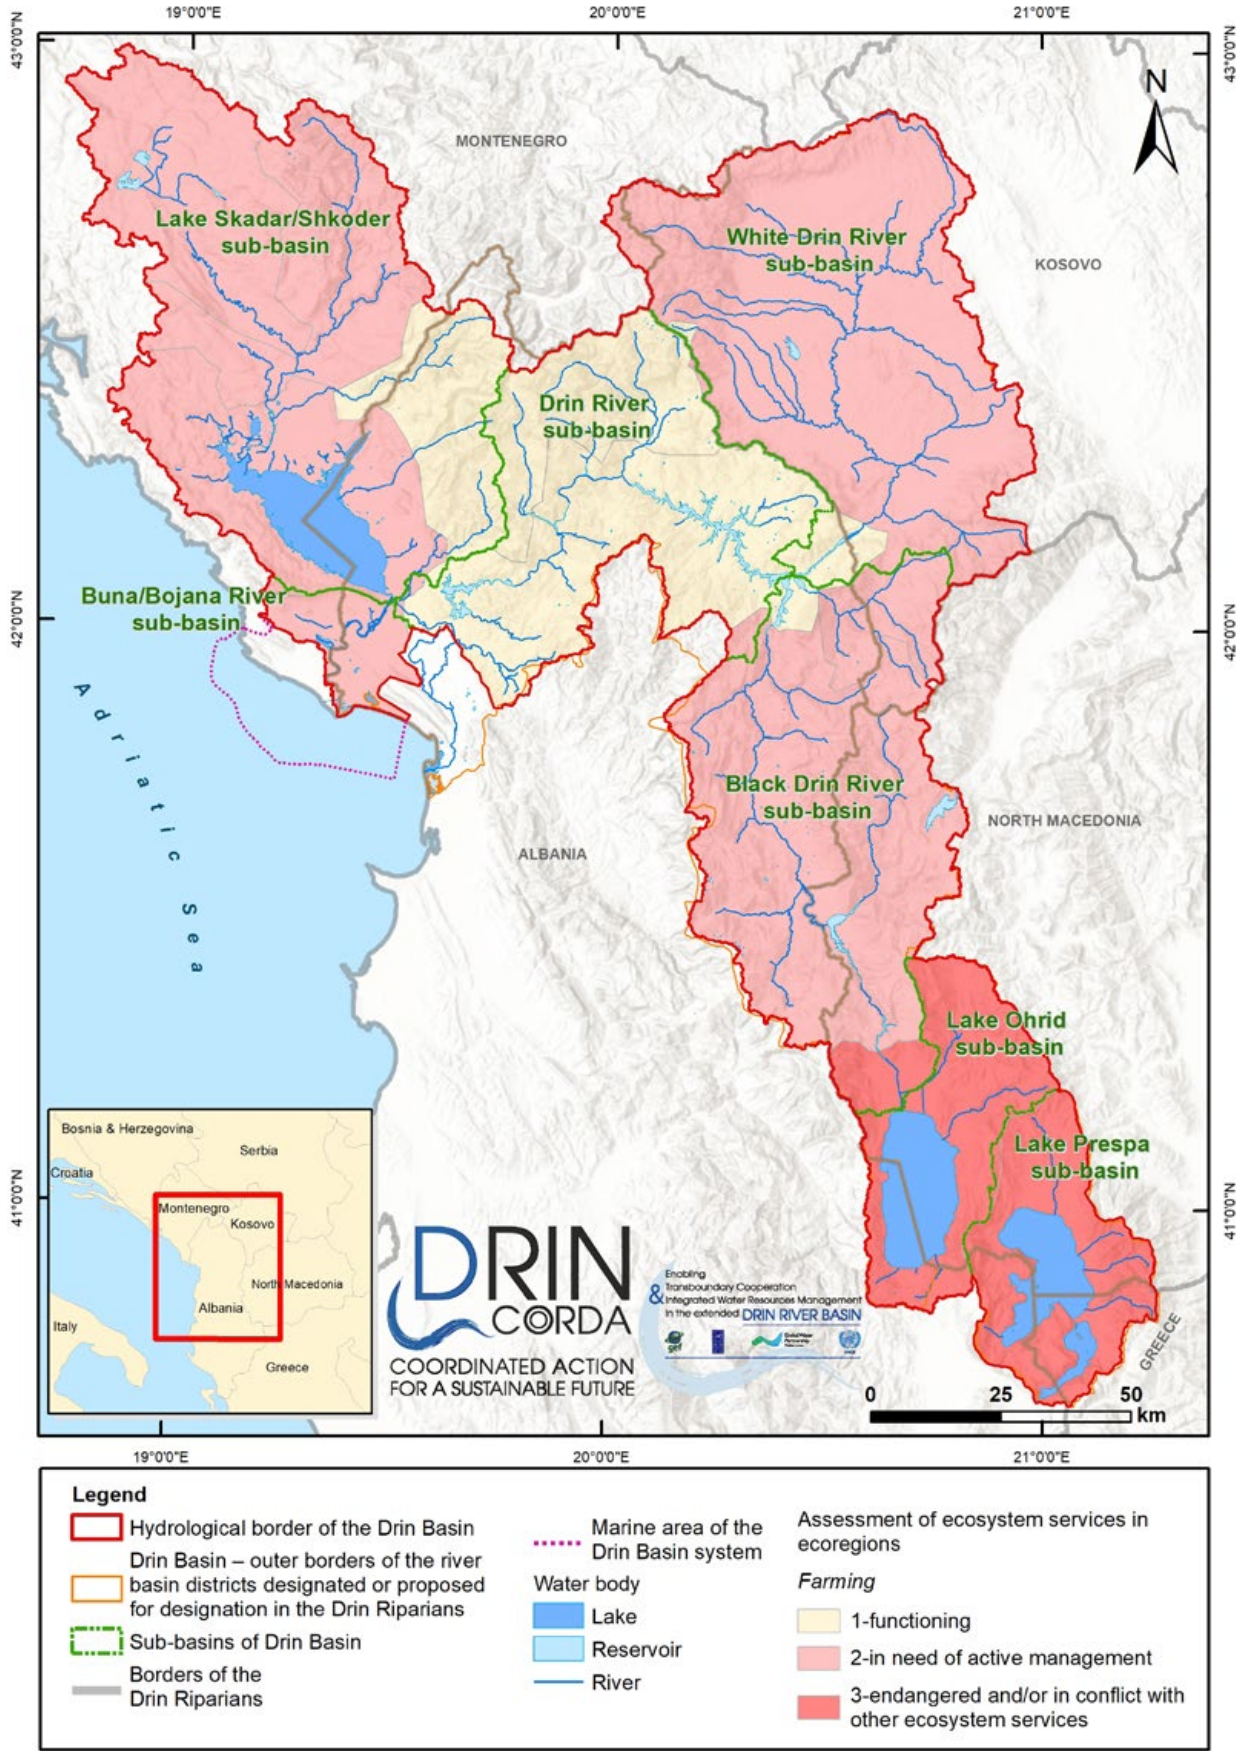 19°0'0"E
20°0'0"E
21°0'0"E
43°0'0"N
43°0'0"N
N
MONTENEGRO
Lake Skadar/Shkoder
sub-basin
White Drin River
sub-basin
KOSOVO
Drin River
sub-basin
Buna/Bojana River
sub-basin
42°0'0"N
42°0'0"N
Adriatic Sea
Black Drin River
sub-basin
NORTH MACEDONIA
ALBANIA
Lake Ohrid
sub-basin
Lake Prespa
sub-basin
41°0'0"N
41°0'0"N
GREECE
Bosnia & Herzegovina
Serbia
Croatia
Montenegro
Kosovo
North Macedonia
Albania
Italy
Greece
DRIN
CORDA
COORDINATED ACTION
FOR A SUSTAINABLE FUTURE
Enabling
Transboundary Cooperation
& Integrated Water Resources Management
in the extended DRIN RIVER BASIN
gef
Global Water
Partnership
0 25 50
km
19°0'0"E
20°0'0"E
21°0'0"E
Legend
Hydrological border of the Drin Basin
Drin Basin – outer borders of the river
basin districts designated or proposed
for designation in the Drin Riparians
Sub-basins of Drin Basin
Borders of the
Drin Riparians
Marine area of the
Drin Basin system
Water body
Lake
Reservoir
River
Assessment of ecosystem services in
ecoregions
Farming
1-functioning
2-in need of active management
3-endangered and/or in conflict with
other ecosystem services